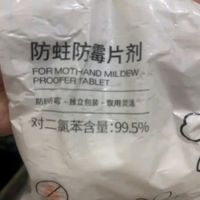 防蛀防霉片剂
FOR MOTHAND MILDEW
PROOFER TABLET
防蛀防霉·独立包装·取用灵活
对二氯苯含量:99.5%